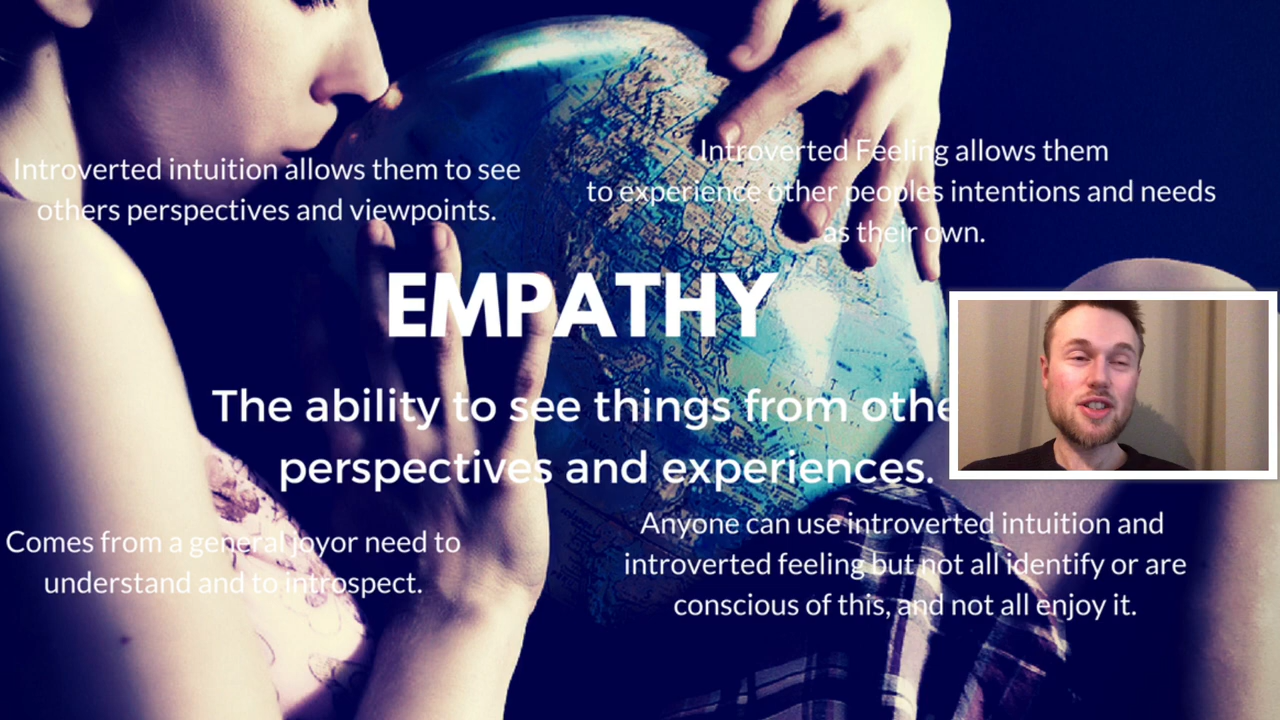 Introverted intuition allows them to see
others perspectives and viewpoints.
Introverted Feeling allows them
to experience other peoples intentions and needs
as their own.
EMPATHY
The ability to see things from othe
perspectives and experiences.
Comes from a general joyor need to
understand and to introspect.
Anyone can use introverted intuition and
introverted feeling but not all identify or are
conscious of this, and not all enjoy it.